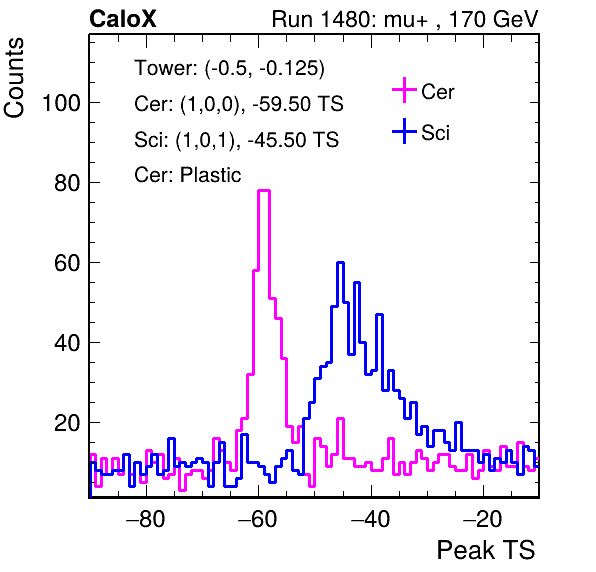 CaloX Run 1480: mu+ , 170 GeV
Counts
Tower: (-0.5, -0.125)
Cer: (1,0,0), -59.50 TS
Sci: (1,0,1), -45.50 TS
Cer: Plastic
Cer
Sci
100
80
60
40
20
−80 −60 −40 −20
Peak TS